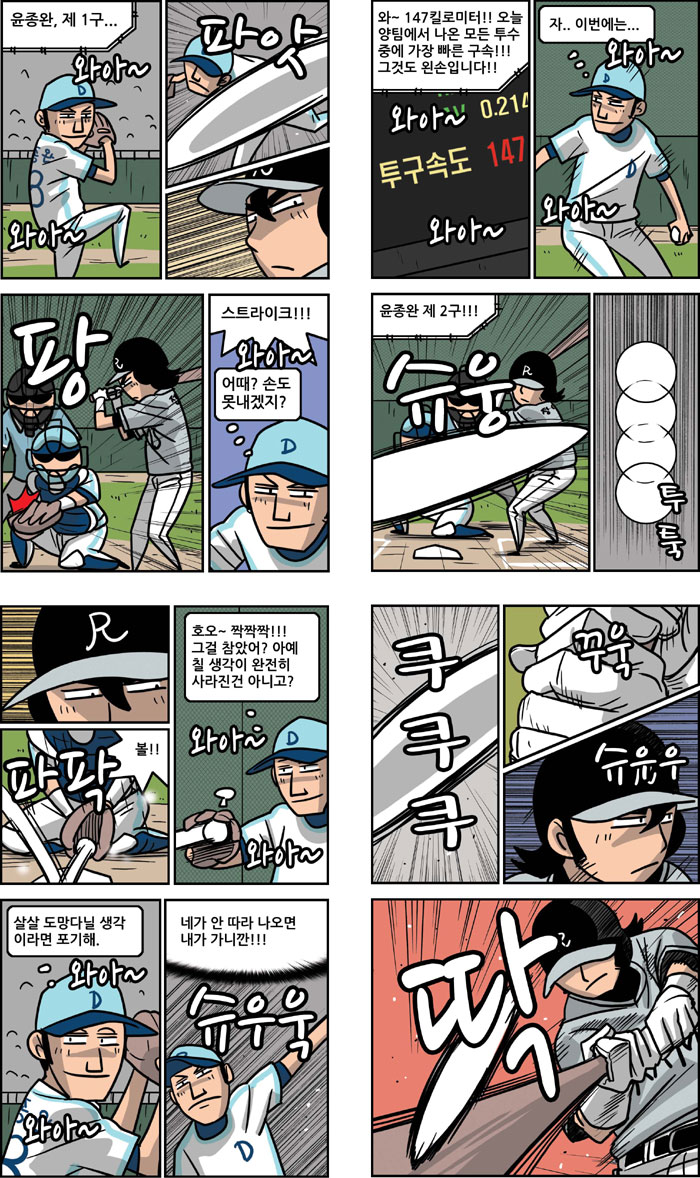 윤종완, 제 1구...
와아~
와아~
파앗
D
R
와~ 147킬로미터!! 오늘
양팀에서 나온 모든 투수
중에 가장 빠른 구속!!!
그것도 왼손입니다!!
0.214
와아~
투구속도 147
와아~
자.. 이번에는...
와아~
D
D
와아~
팡
스트라이크!!!
와아~
어때? 손도
못내겠지?
D
윤종완 제 2구!!!
슈웅
R
투
툭
R
호오~ 짝짝짝!!!
그걸 참았어? 아예
칠 생각이 완전히
사라진건 아니고?
와아~
D
와아~
볼!!
파팍
쿠
쿠
쿠
꾸욱
슈유우
살살 도망다닐 생각
이라면 포기해.
와아~
D
와아~
네가 안 따라 나오면
내가 가니깐!!!
슈우욱
D
딱